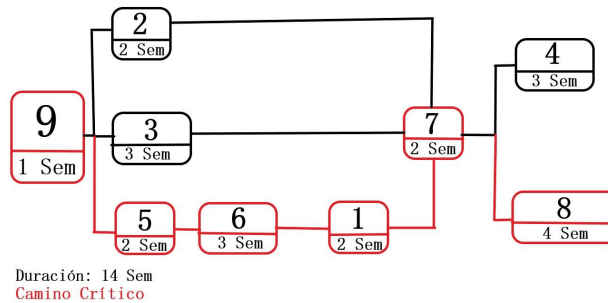 2
2 Sem
4
3 Sem
9
1 Sem
3
3 Sem
7
2 Sem
5
2 Sem
6
3 Sem
1
2 Sem
8
4 Sem
Duración: 14 Sem
Camino Crítico